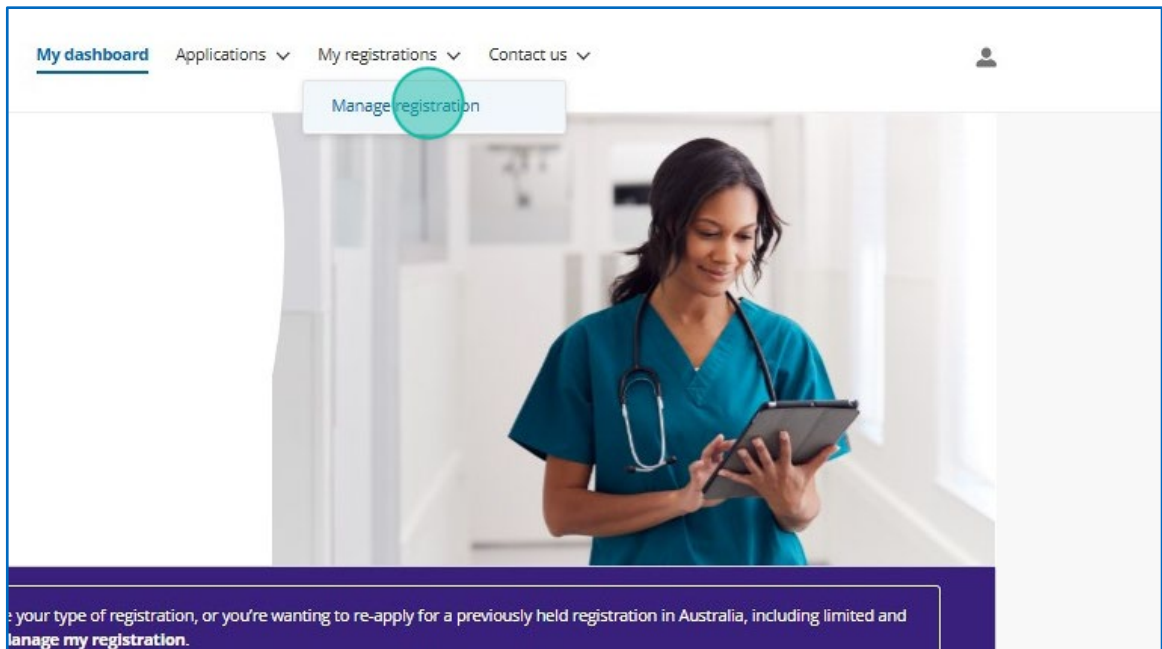 My dashboard Applications My registrations Contact us
Manage registration
your type of registration, or you're wanting to re-apply for a previously held registration in Australia, including limited and
anage my registration.